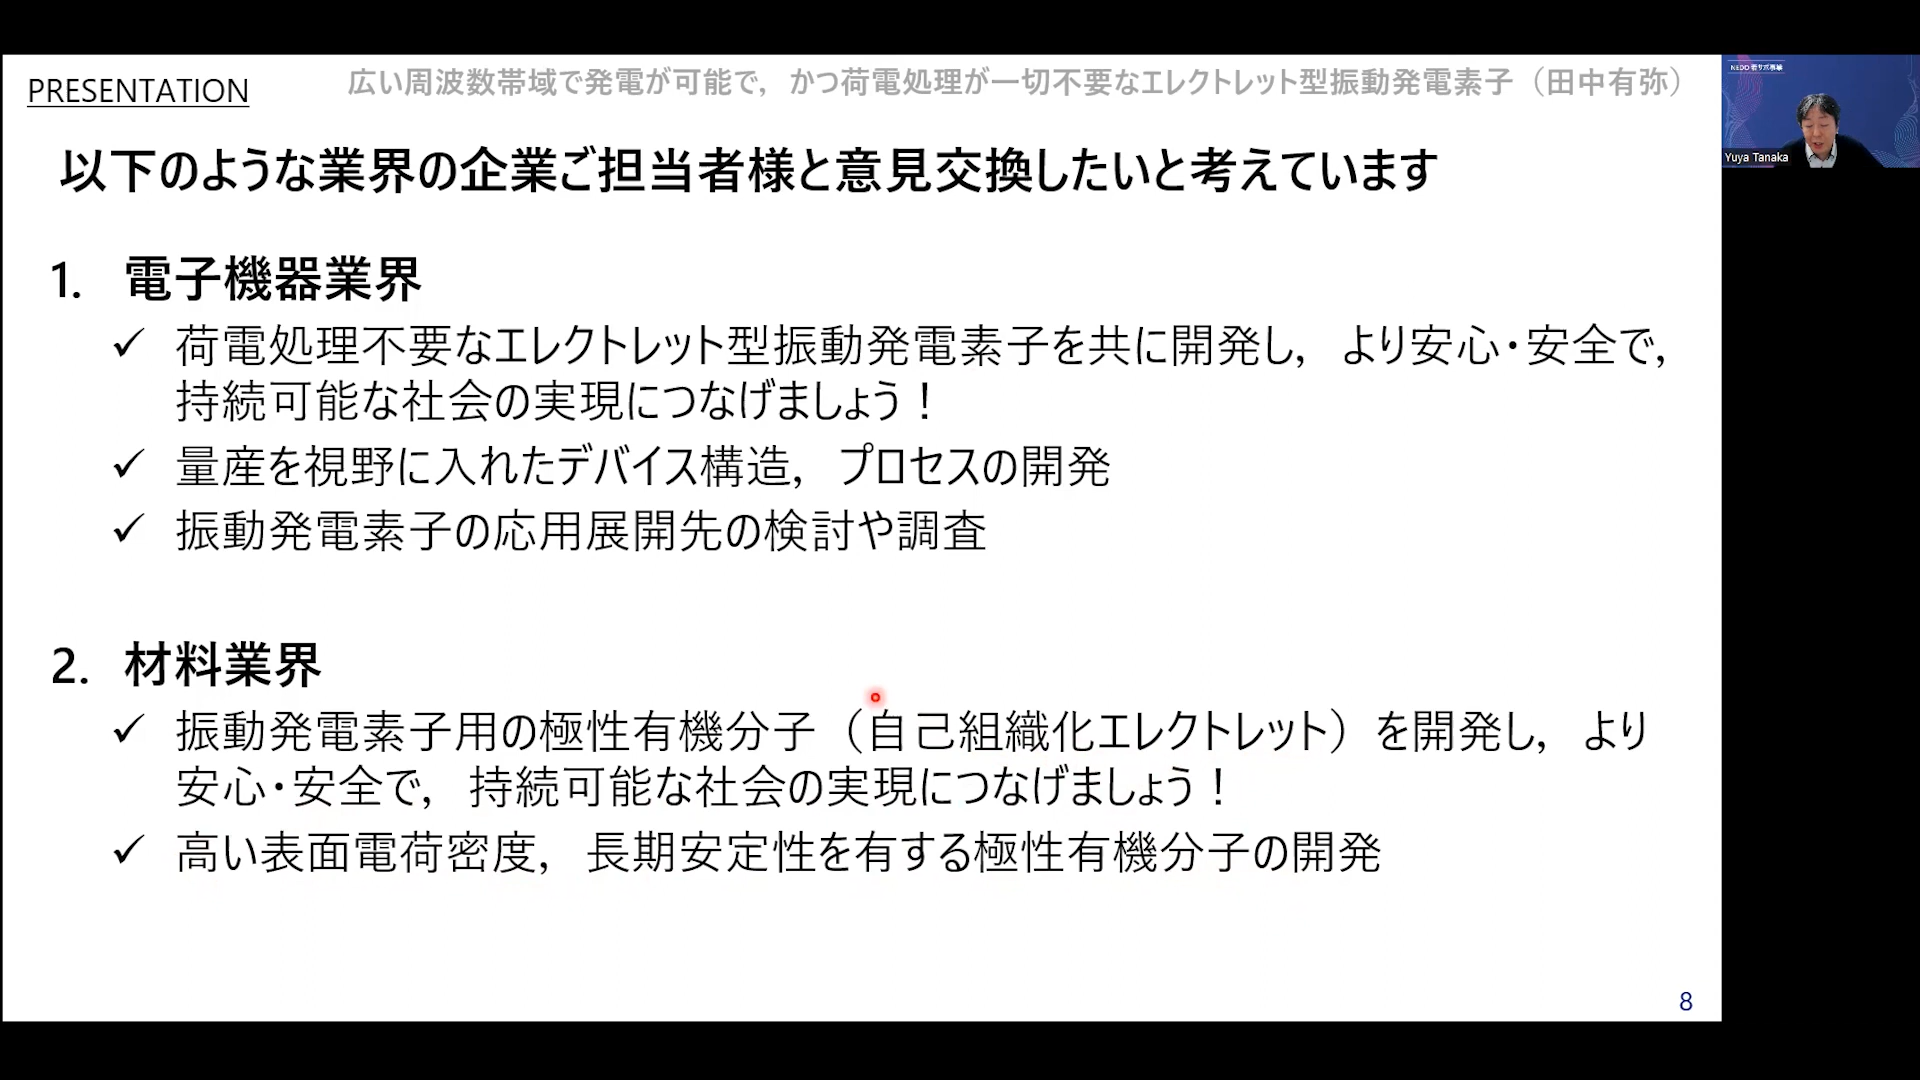 PRESENTATION
広い周波数帯域で発電が可能で，かつ荷電処理が一切不要なエレクトレット型振動発電素子（田中有弥）
以下のような業界の企業ご担当者様と意見交換したいと考えています
1. 電子機器業界
✓ 荷電処理不要なエレクトレット型振動発電素子を共に開発し，より安心・安全で，
持続可能な社会の実現につなげましょう！
✓ 量産を視野に入れたデバイス構造，プロセスの開発
✓ 振動発電素子の応用展開先の検討や調査
2. 材料業界
✓ 振動発電素子用の極性有機分子（自己組織化エレクトレット）を開発し，より
安心・安全で，持続可能な社会の実現につなげましょう！
✓ 高い表面電荷密度，長期安定性を有する極性有機分子の開発
8
NEDO 若サポ事業
Yuya Tanaka